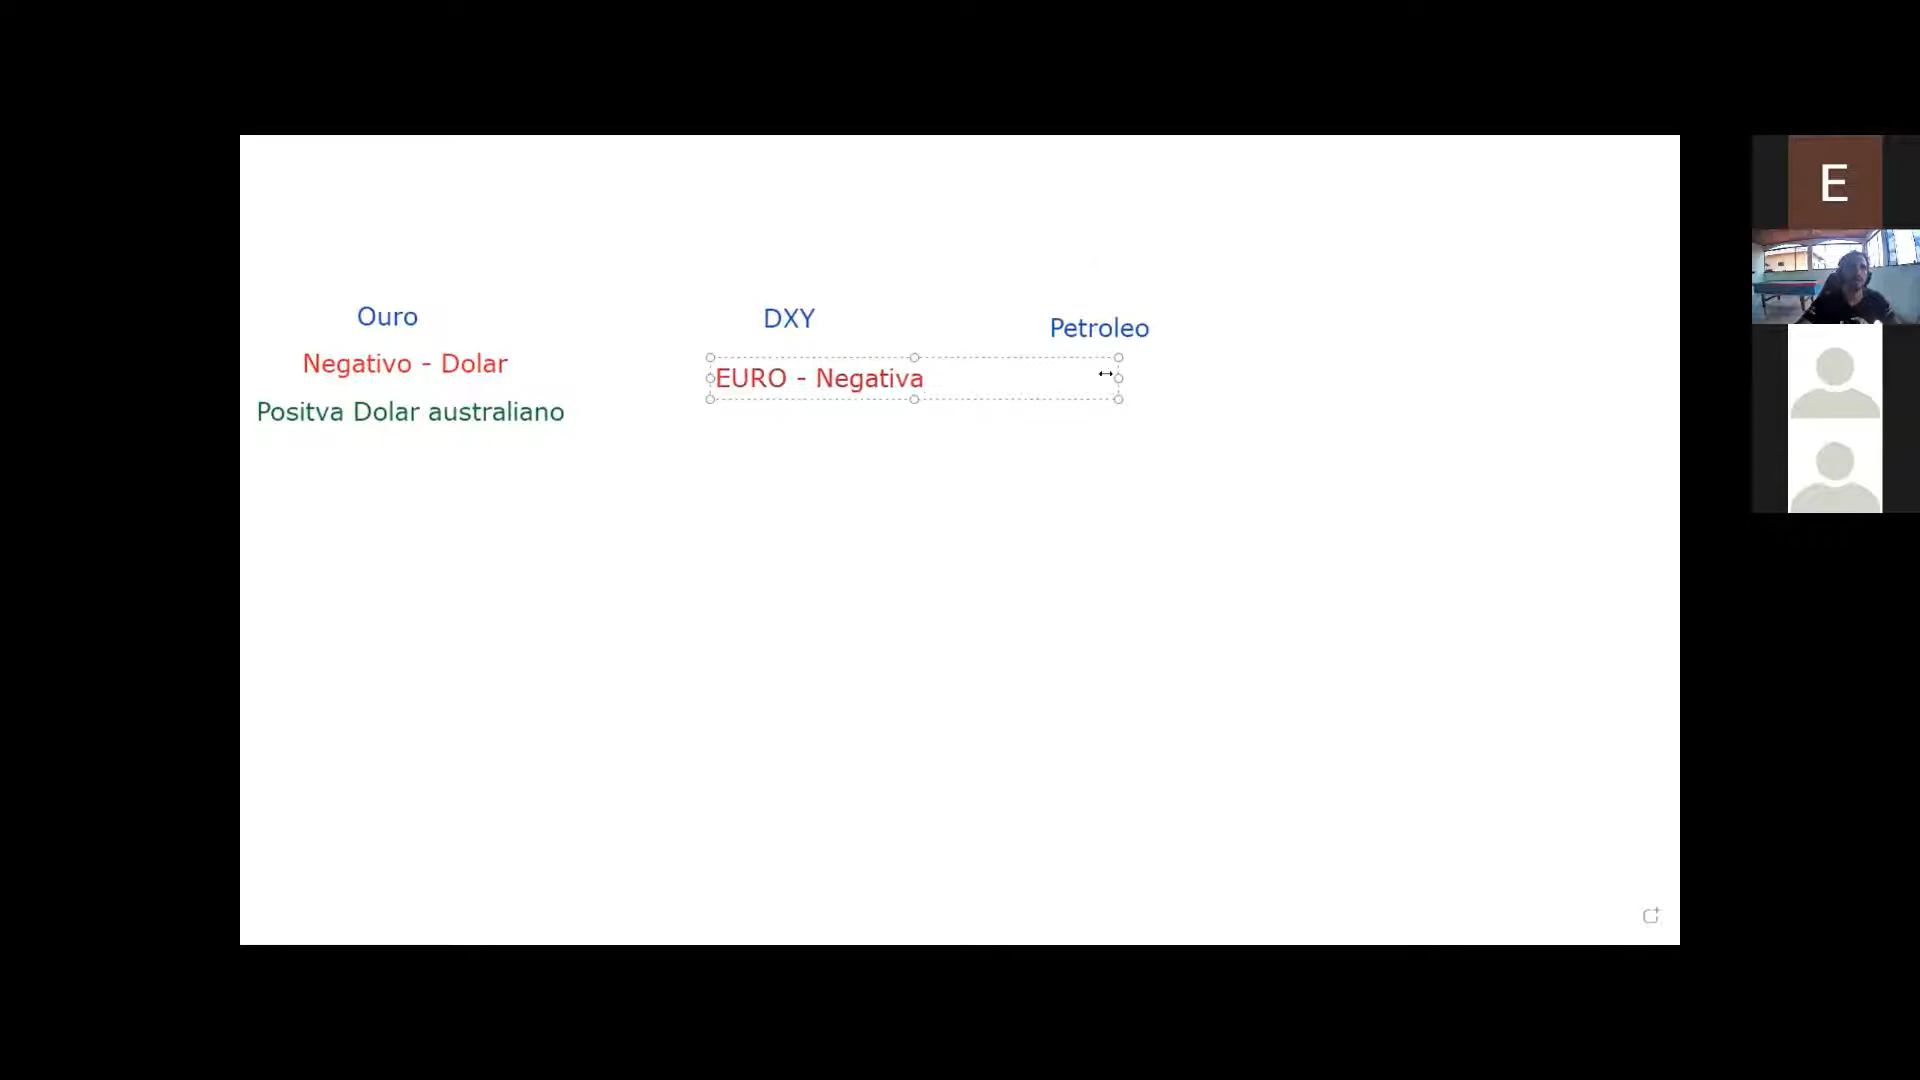 Ouro
Negativo - Dolar
Positva Dolar australiano
DXY
EURO - Negativa
Petroleo
E